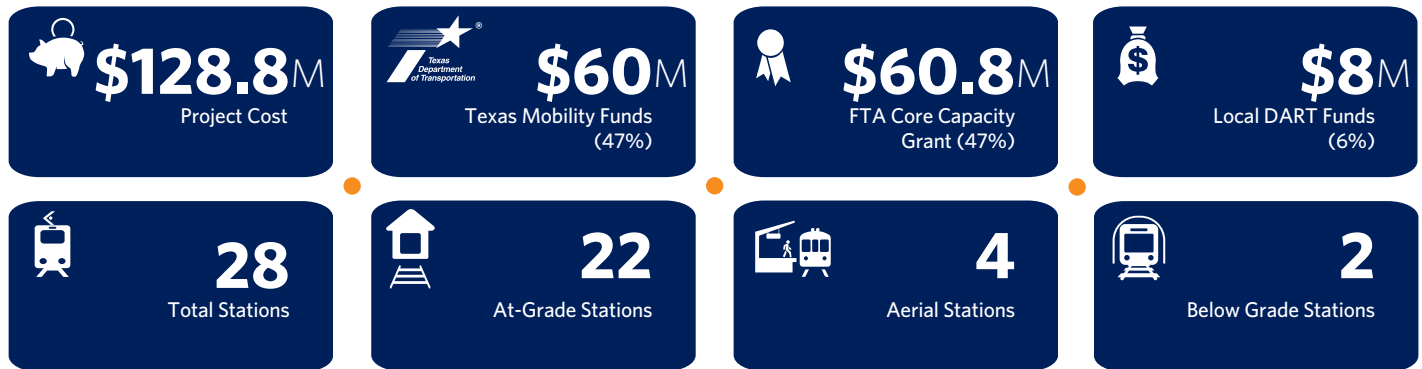 $128.8M
Project Cost
Texas
Department
of Transportation
®
$60M
Texas Mobility Funds
(47%)
$60.8M
FTA Core Capacity
Grant (47%)
$
$8M
Local DART Funds
(6%)
28
Total Stations
22
At-Grade Stations
4
Aerial Stations
2
Below Grade Stations